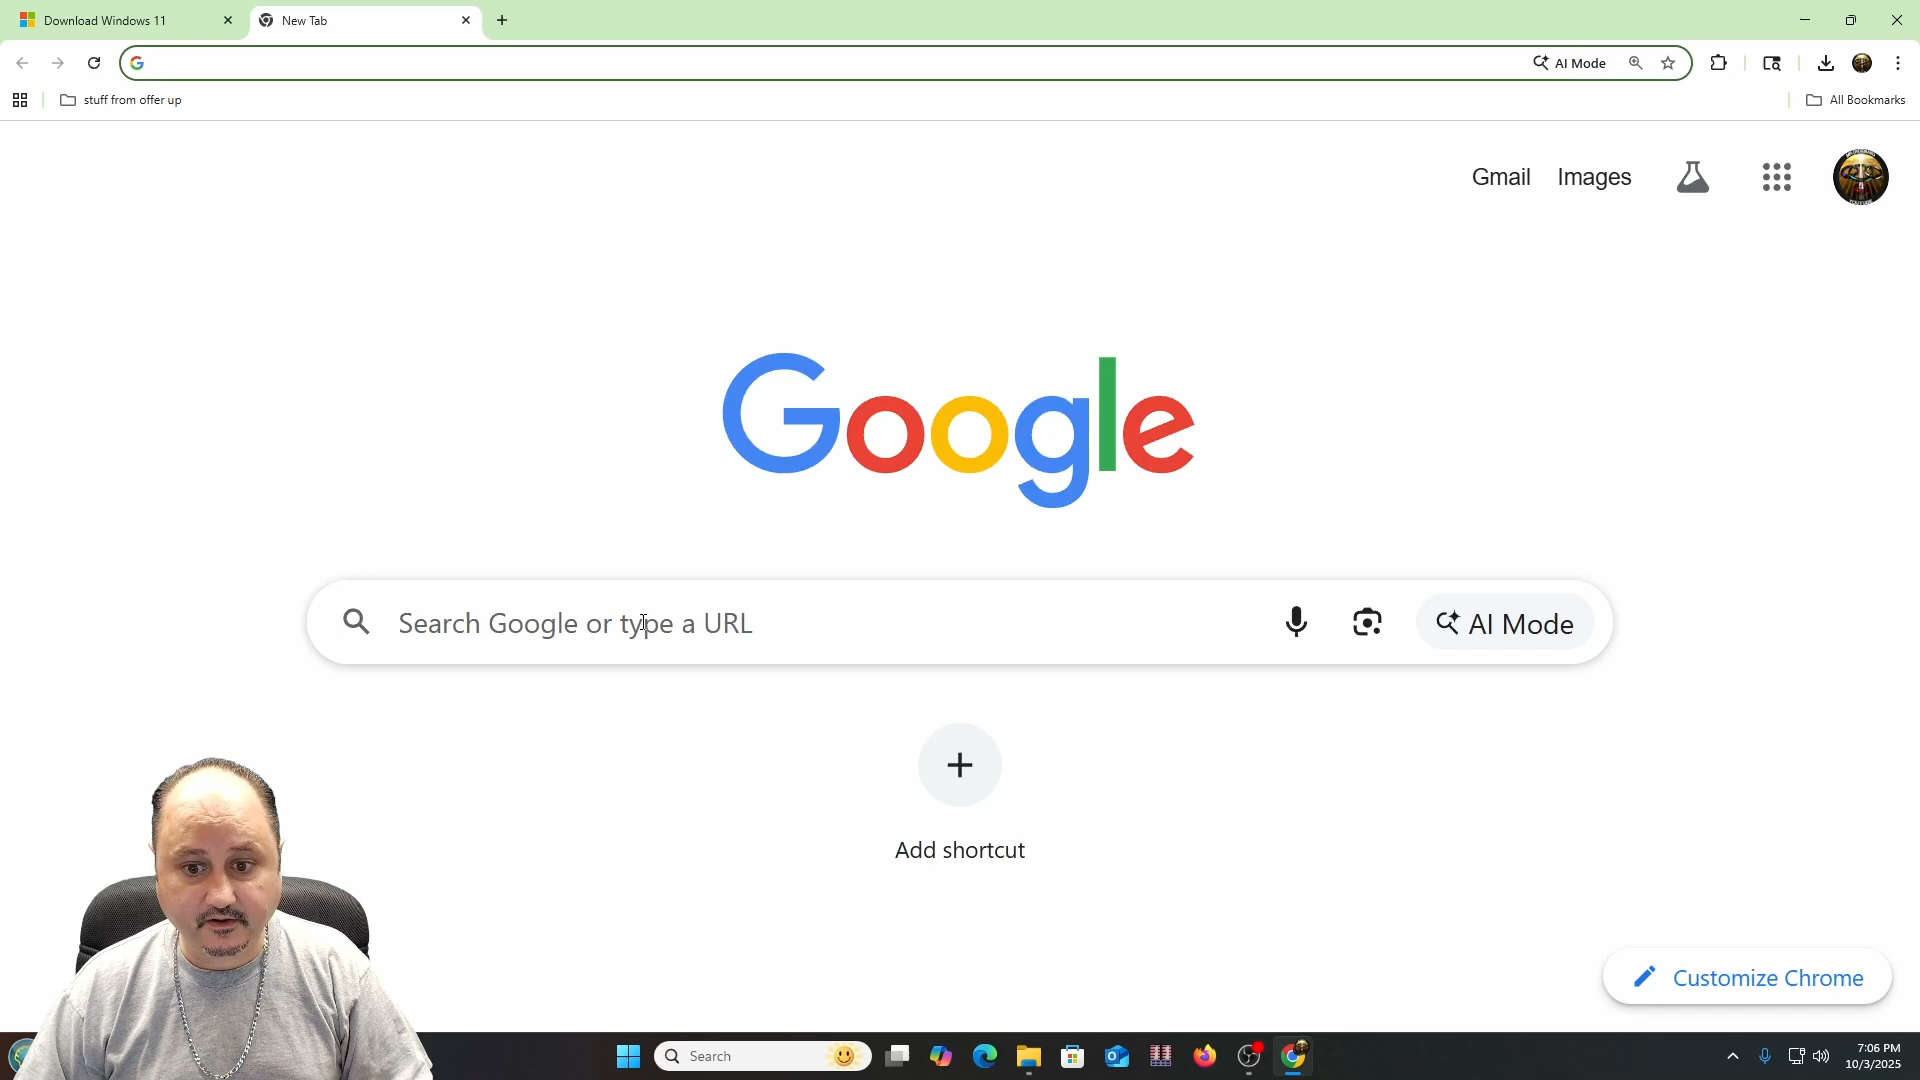 Download Windows 11
New Tab
AI Mode
stuff from offer up
All Bookmarks
Gmail
Images
Google
Search Google or type a URL
AI Mode
Add shortcut
Customize Chrome
Search
7:06 PM
10/3/2025